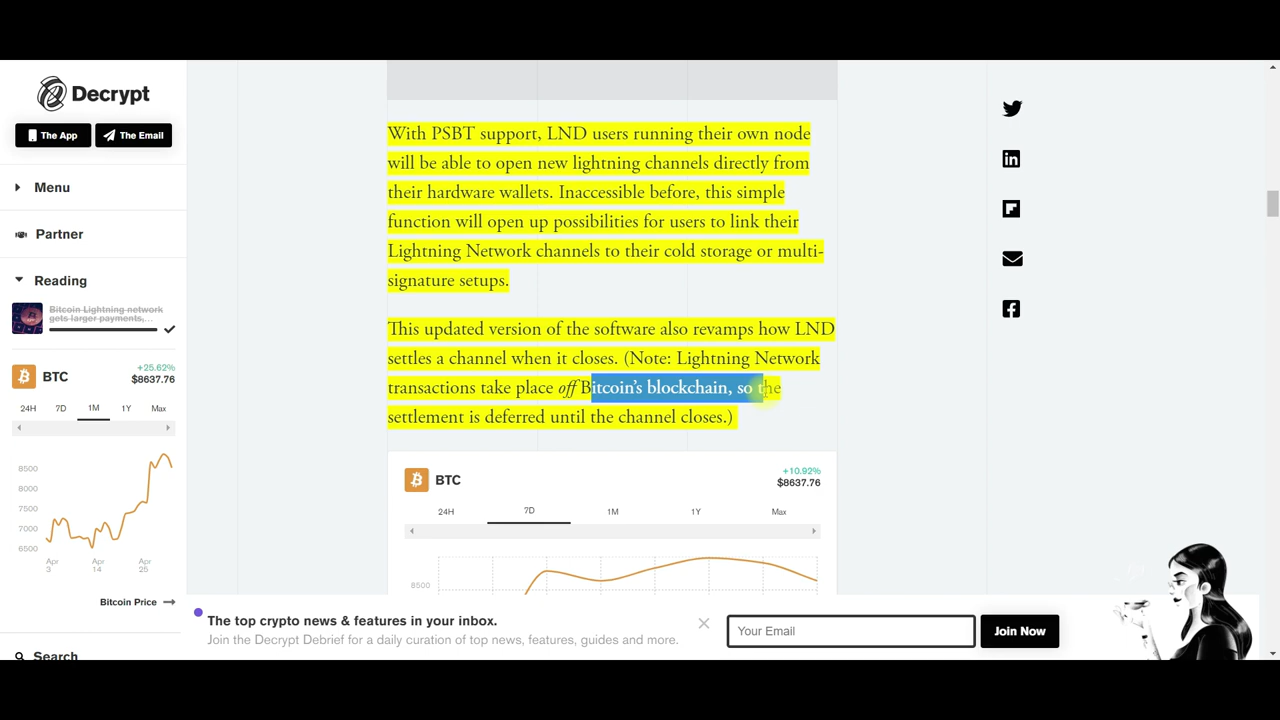 Decrypt
The App
The Email
Menu
Partner
Reading
Bitcoin Lightning network
gets larger payments,...
BTC
+25.62%
$8637.76
24H 7D 1M 1Y Max
8500
8000
7500
7000
6500
Apr
3
Apr
14
Apr
25
Bitcoin Price
Search
With PSBT support, LND users running their own node
will be able to open new lightning channels directly from
their hardware wallets. Inaccessible before, this simple
function will open up possibilities for users to link their
Lightning Network channels to their cold storage or multi-
signature setups.
This updated version of the software also revamps how LND
settles a channel when it closes. (Note: Lightning Network
transactions take place off Bitcoin's blockchain, so the
settlement is deferred until the channel closes.)
BTC
+10.92%
$8637.76
24H 7D 1M 1Y Max
8500
The top crypto news & features in your inbox.
Join the Decrypt Debrief for a daily curation of top news, features, guides and more.
Your Email
Join Now